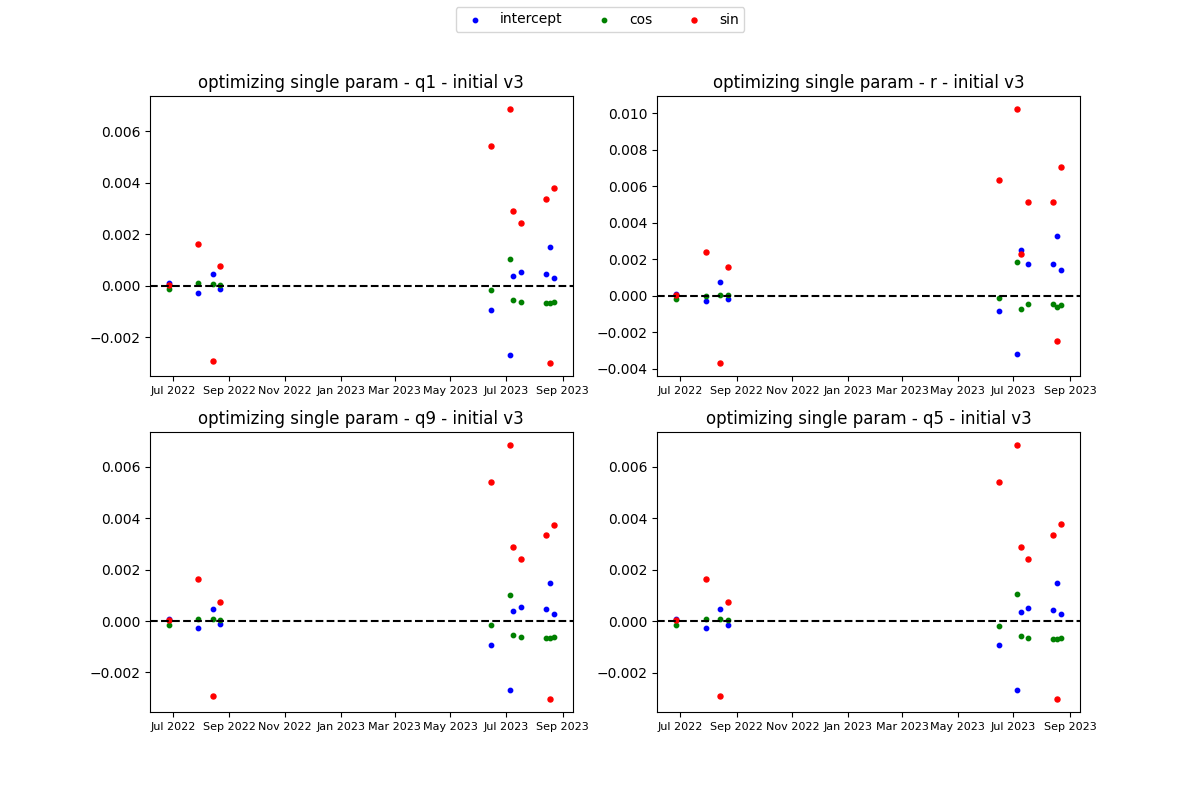 intercept cos sin
optimizing single param - q1 - initial v3
0.006
0.004
0.002
0.000
−0.002
Jul 2022 Sep 2022 Nov 2022 Jan 2023 Mar 2023 May 2023 Jul 2023 Sep 2023
optimizing single param - r - initial v3
0.010
0.008
0.006
0.004
0.002
0.000
−0.002
−0.004
Jul 2022 Sep 2022 Nov 2022 Jan 2023 Mar 2023 May 2023 Jul 2023 Sep 2023
optimizing single param - q9 - initial v3
0.006
0.004
0.002
0.000
−0.002
Jul 2022 Sep 2022 Nov 2022 Jan 2023 Mar 2023 May 2023 Jul 2023 Sep 2023
optimizing single param - q5 - initial v3
0.006
0.004
0.002
0.000
−0.002
Jul 2022 Sep 2022 Nov 2022 Jan 2023 Mar 2023 May 2023 Jul 2023 Sep 2023